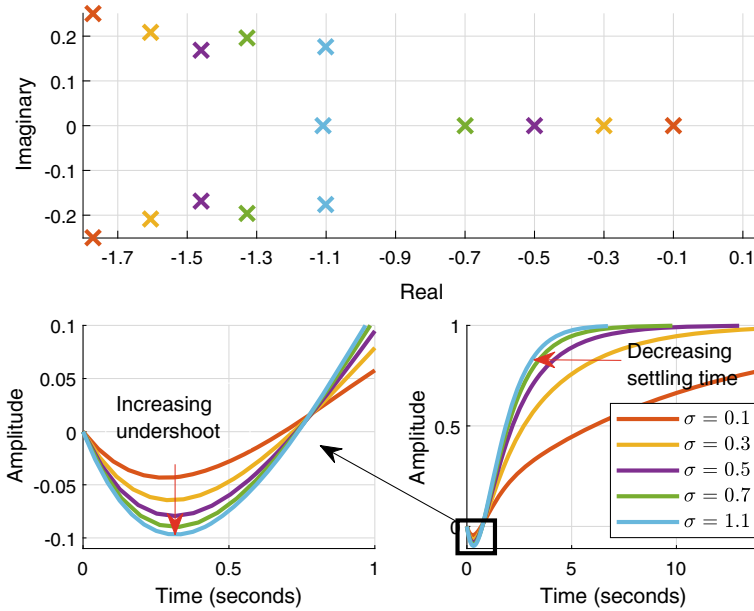 0.2
0.1
0
-0.1
-0.2
Imaginary
-1.7
-1.5
-1.3
-1.1
-0.9
-0.7
-0.5
-0.3
-0.1
0.1
Real
0.1
0.05
0
-0.05
-0.1
Amplitude
Increasing
undershoot
0
0.5
1
Time (seconds)
1
0.5
0
Amplitude
Decreasing
settling time
σ = 0.1
σ = 0.3
σ = 0.5
σ = 0.7
σ = 1.1
0
5
10
Time (seconds)